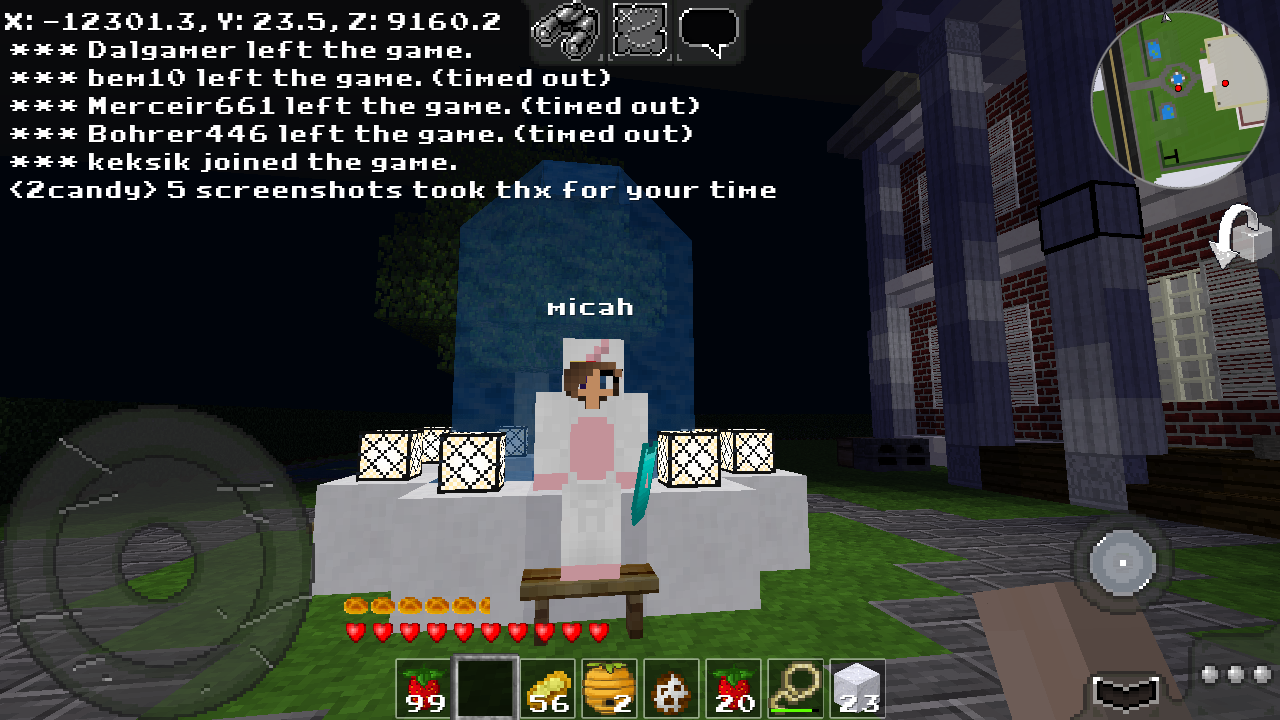 X: -12301.3, Y: 23.5, Z: 9160.2
*** Dalgamer left the game.
*** bem10 left the game. (timed out)
*** Merceir661 left the game. (timed out)
*** Bohrer446 left the game. (timed out)
*** keksik joined the game.
<2candy> 5 screenshots took thx for your time
micah
99
56
2
20
23